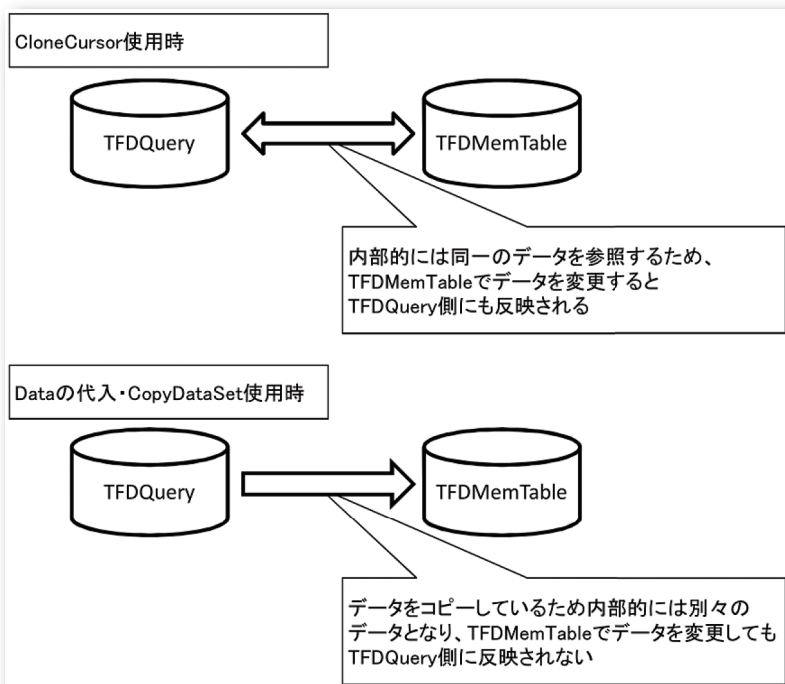 CloneCursor使用時
TFDQuery
TFDMemTable
内部的には同一のデータを参照するため、
TFDMemTableでデータを変更すると
TFDQuery側にも反映される
Dataの代入・CopyDataSet使用時
TFDQuery
TFDMemTable
データをコピーしているため内部的には別々の
データとなり、TFDMemTableでデータを変更しても
TFDQuery側に反映されない